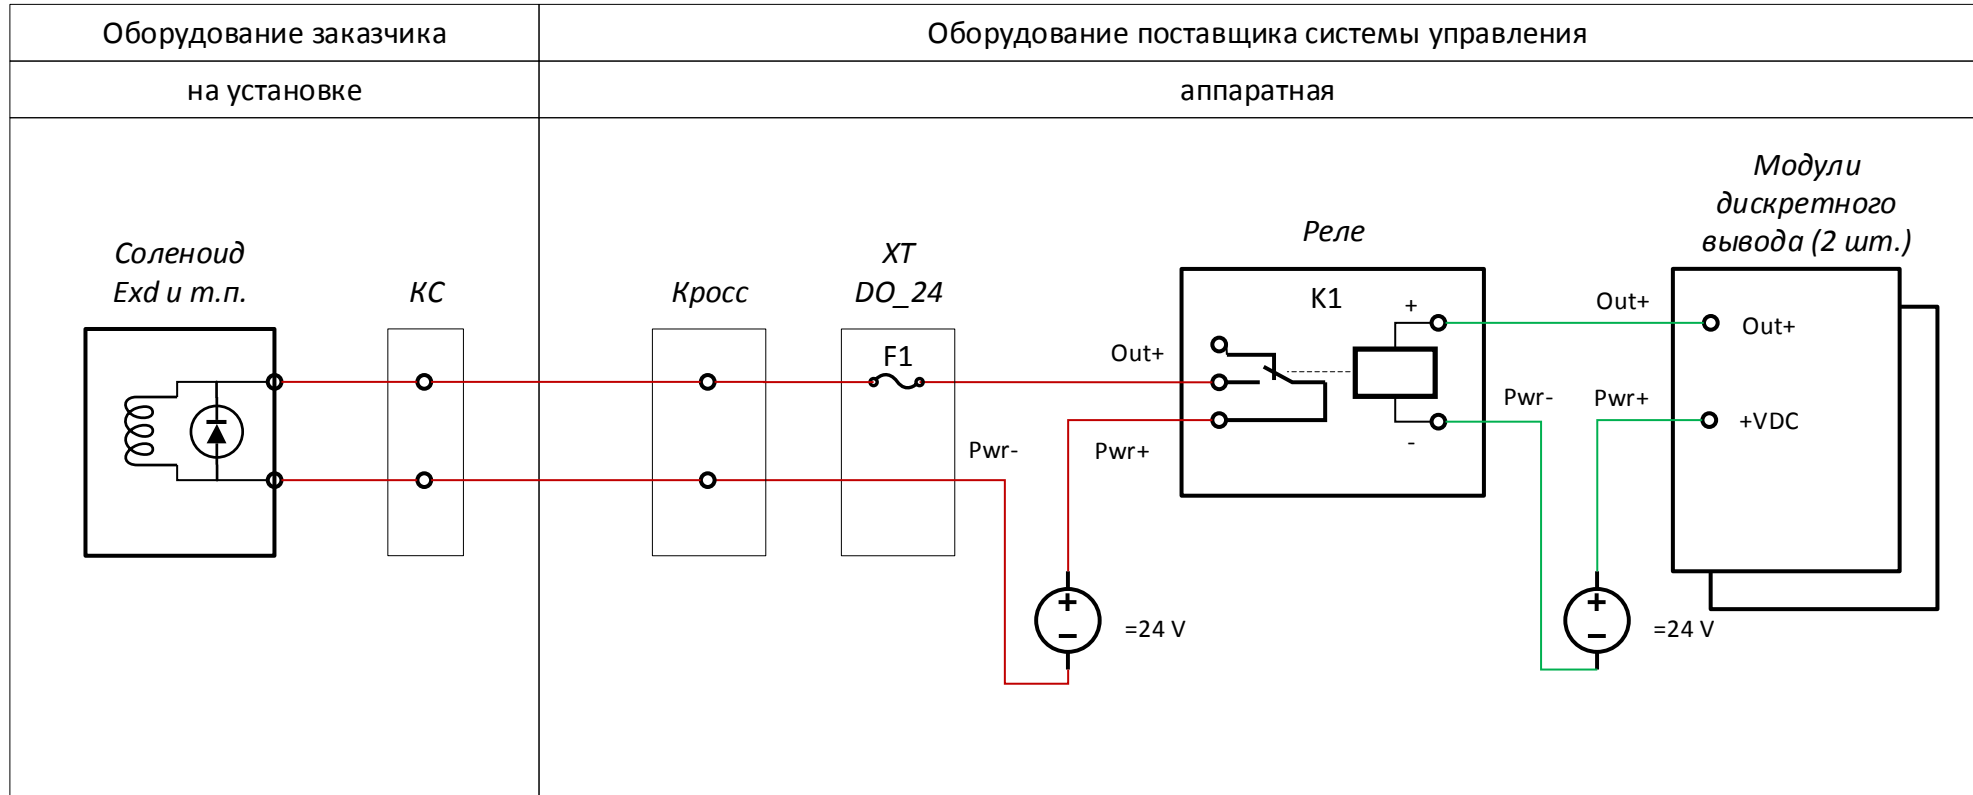 Оборудование заказчика
Оборудование поставщика системы управления
на установке
аппаратная
Соленоид
Exd и т.п.
КС
Кросс
XT
DO_24
F1
Out+
Pwr-
Pwr+
=24 V
Реле
K1
+
-
Out+
Pwr-
Pwr+
=24 V
Модули
дискретного
вывода (2 шт.)
Out+
+VDC